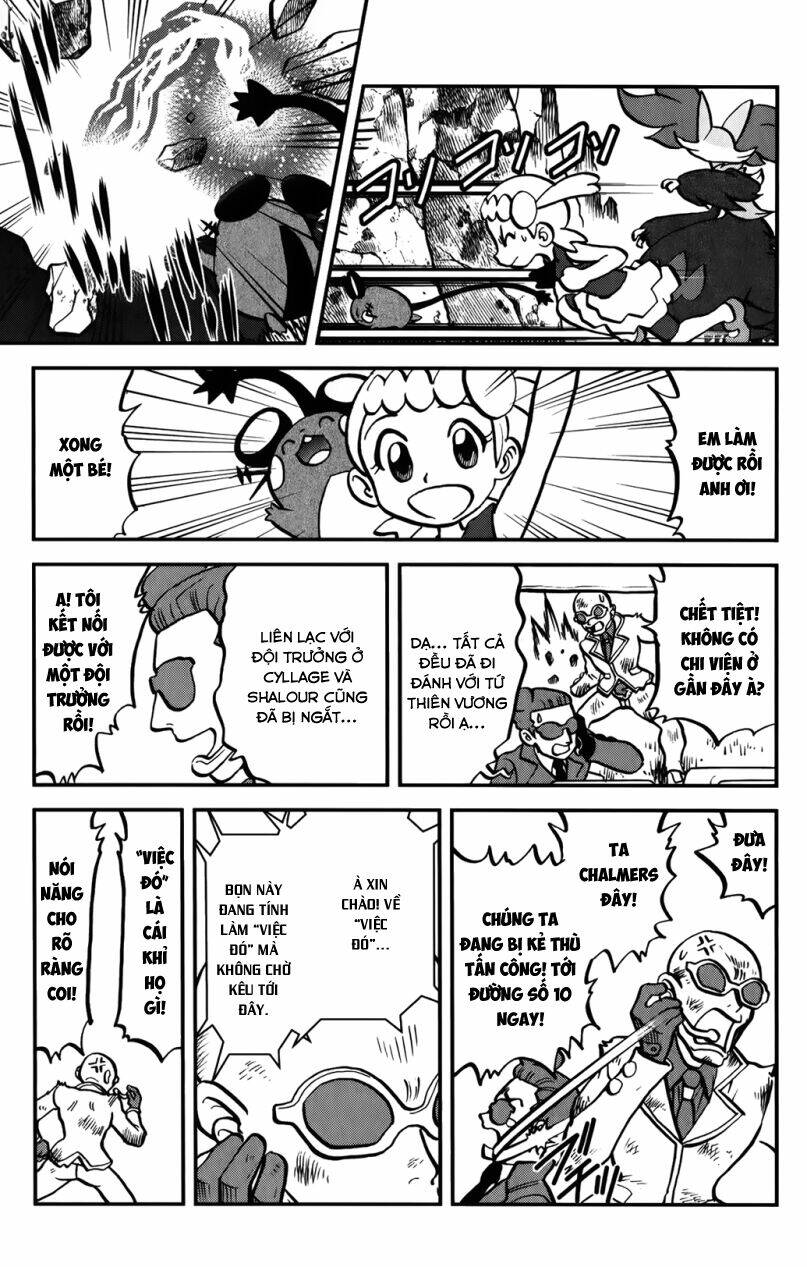 ゴッ
ゴッ
EM LÀM
ĐƯỢC RỒI
ANH ƠI!
XONG
MỘT BÉ!
CHẾT TIỆT!
KHÔNG CÓ
CHI VIỆN Ở
GẦN ĐÂY À?
DẠ... TẤT CẢ
ĐỀU ĐÃ ĐI
ĐÁNH VỚI TỨ
THIÊN VƯƠNG
RỒI Ạ...
LIÊN LẠC VỚI
ĐỘI TRƯỞNG Ở
CYLLAGE VÀ
SHALOUR CŨNG
ĐÃ BỊ NGẮT...
A! TÔI
KẾT NỐI
ĐƯỢC VỚI
MỘT ĐỘI
TRƯỞNG
RỒI!
ĐƯA
ĐÂY!
TA
CHALMERS
ĐÂY!
CHÚNG TA
ĐANG BỊ KẺ THÙ
TẤN CÔNG! TỚI
ĐƯỜNG SỐ 10
NGAY!
À XIN
CHÀO! VỀ
“VIỆC
ĐÓ”...
BỌN NÀY
ĐANG TÍNH
LÀM “VIỆC
ĐÓ” MÀ
KHÔNG CHỜ
KÊU TỚI
ĐÂY.
“VIỆC
ĐÓ”
LÀ CÁI
KHỈ HỌ
GÌ!
NÓI
NĂNG
CHO RÕ
RÀNG
COI!